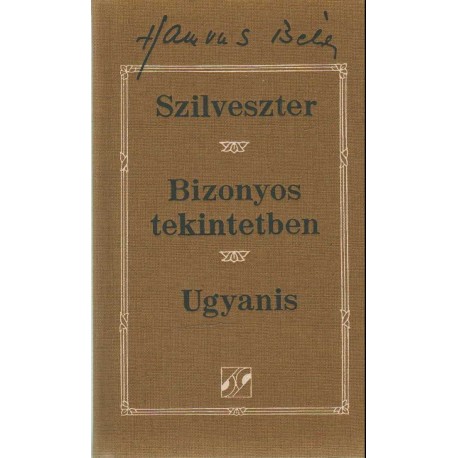 Hamvas Béla
Szilveszter
Bizonyos
tekintetben
Ugyanis